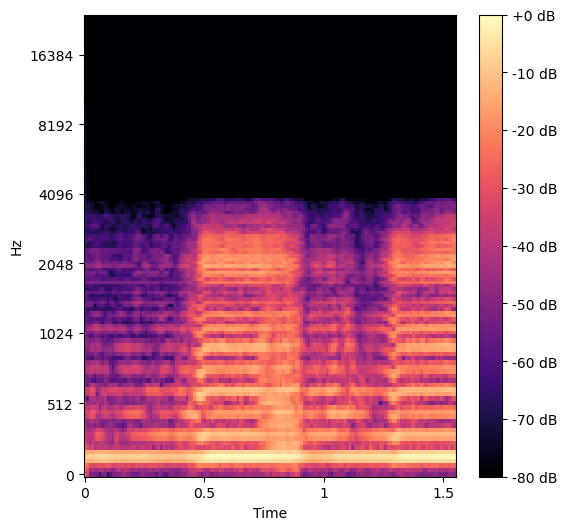 +0 dB
16384
-10 dB
8192
-20 dB
4096
-30 dB
Hz
2048
-40 dB
-50 dB
1024
-60 dB
512
-70 dB
0
-80 dB
0 0.5 1 1.5
Time